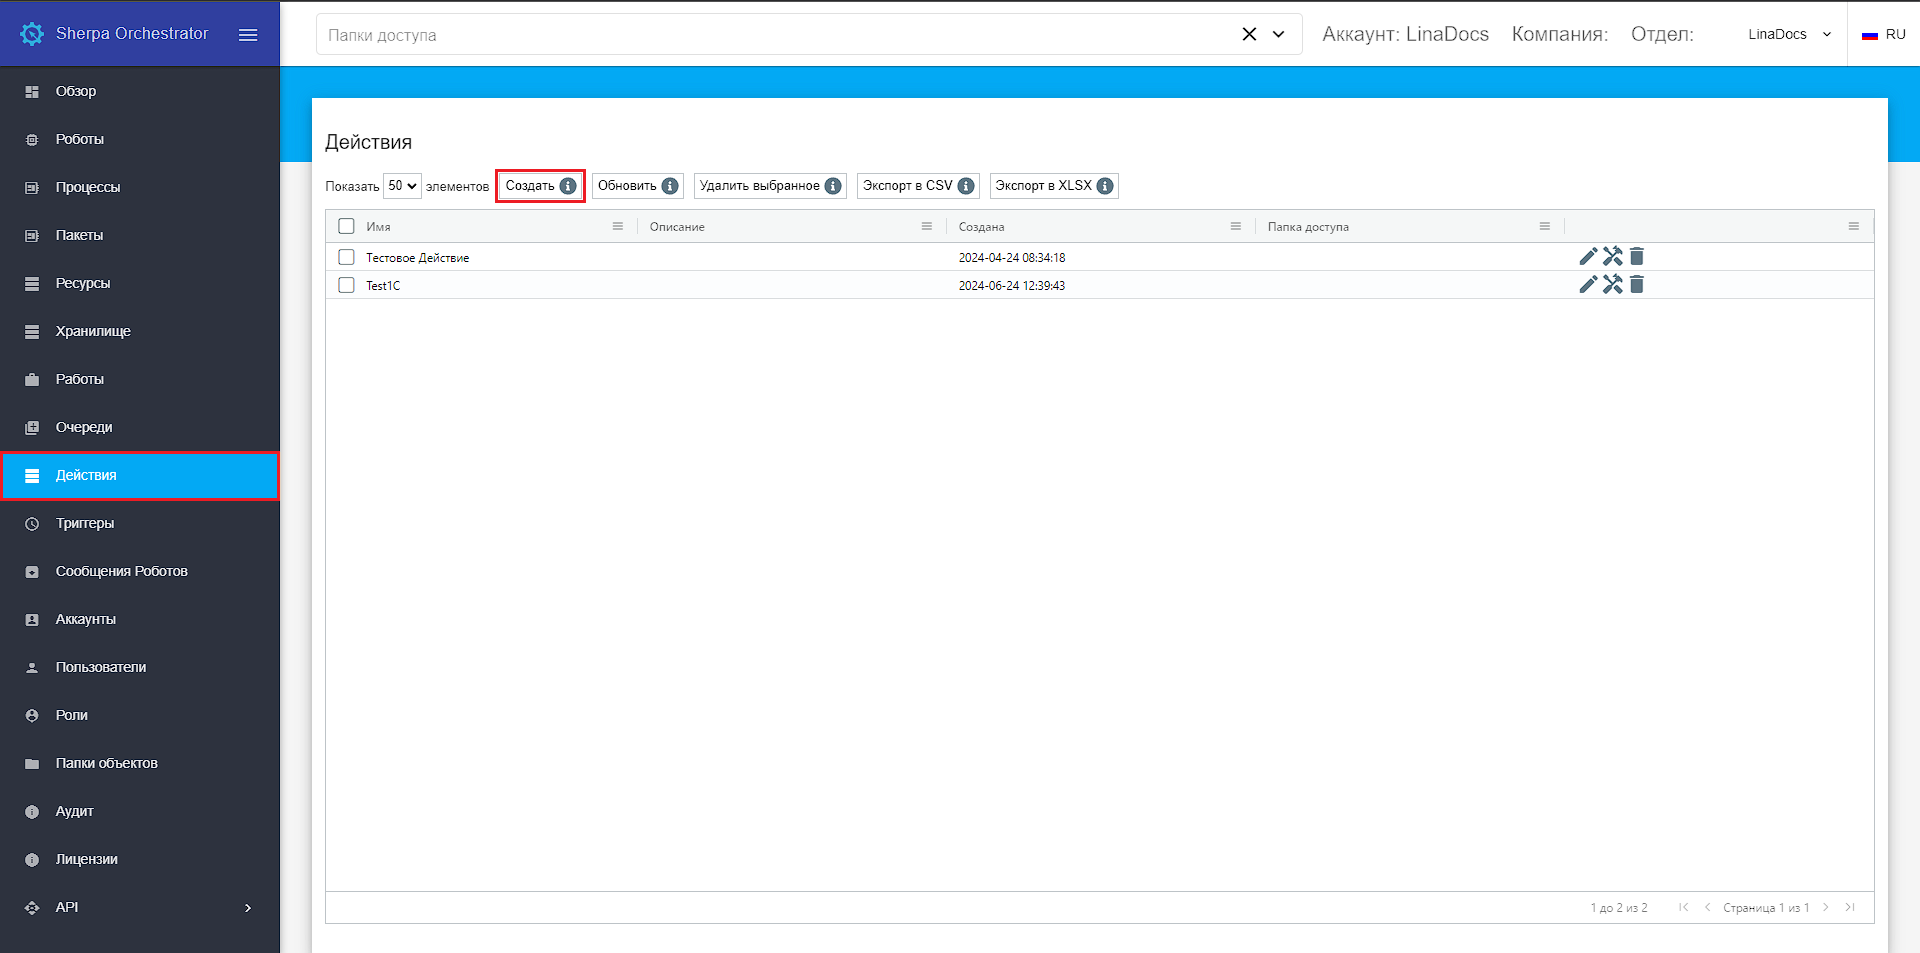 Sherpa Orchestrator
Папки доступа
Аккаунт: LinaDocs Компания: Отдел:
LinaDocs
RU
Обзор
Роботы
Процессы
Пакеты
Ресурсы
Хранилище
Работы
Очереди
Действия
Триггеры
Сообщения Роботов
Аккаунты
Пользователи
Роли
Папки объектов
Аудит
Лицензии
API
Действия
Показать 50 элементов Создать Обновить Удалить выбранное Экспорт в CSV Экспорт в XLSX
Имя Описание Создана Папка доступа
Тестовое Действие 2024-04-24 08:34:18
Test1C 2024-06-24 12:39:43
1 до 2 из 2 Страница 1 из 1